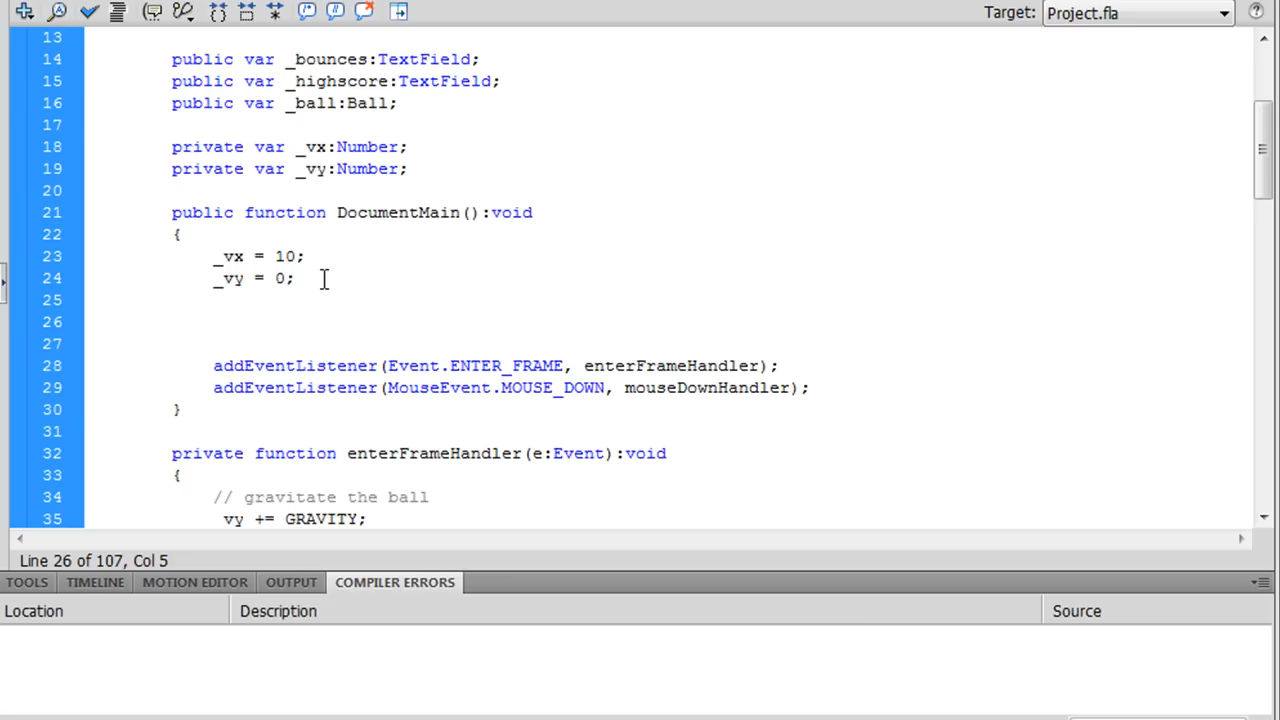 Target: Project.fla
13
14 public var _bounces:TextField;
15 public var _highscore:TextField;
16 public var _ball:Ball;
17
18 private var _vx:Number;
19 private var _vy:Number;
20
21 public function DocumentMain():void
22 {
23 _vx = 10;
24 _vy = 0;
25
26
27
28 addEventListener(Event.ENTER_FRAME, enterFrameHandler);
29 addEventListener(MouseEvent.MOUSE_DOWN, mouseDownHandler);
30 }
31
32 private function enterFrameHandler(e:Event):void
33 {
34 // gravitate the ball
35 vy += GRAVITY;
Line 26 of 107, Col 5
TOOLS TIMELINE MOTION EDITOR OUTPUT COMPILER ERRORS
Location Description Source